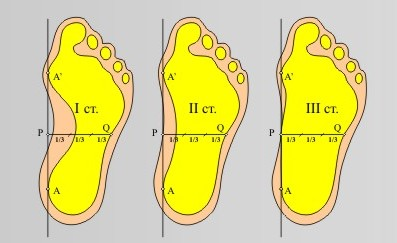 A'
I ст.
P
Q
1/3 1/3 1/3
A
A'
II ст.
P
Q
1/3 1/3 1/3
A
A'
III ст.
P
Q
1/3 1/3 1/3
A